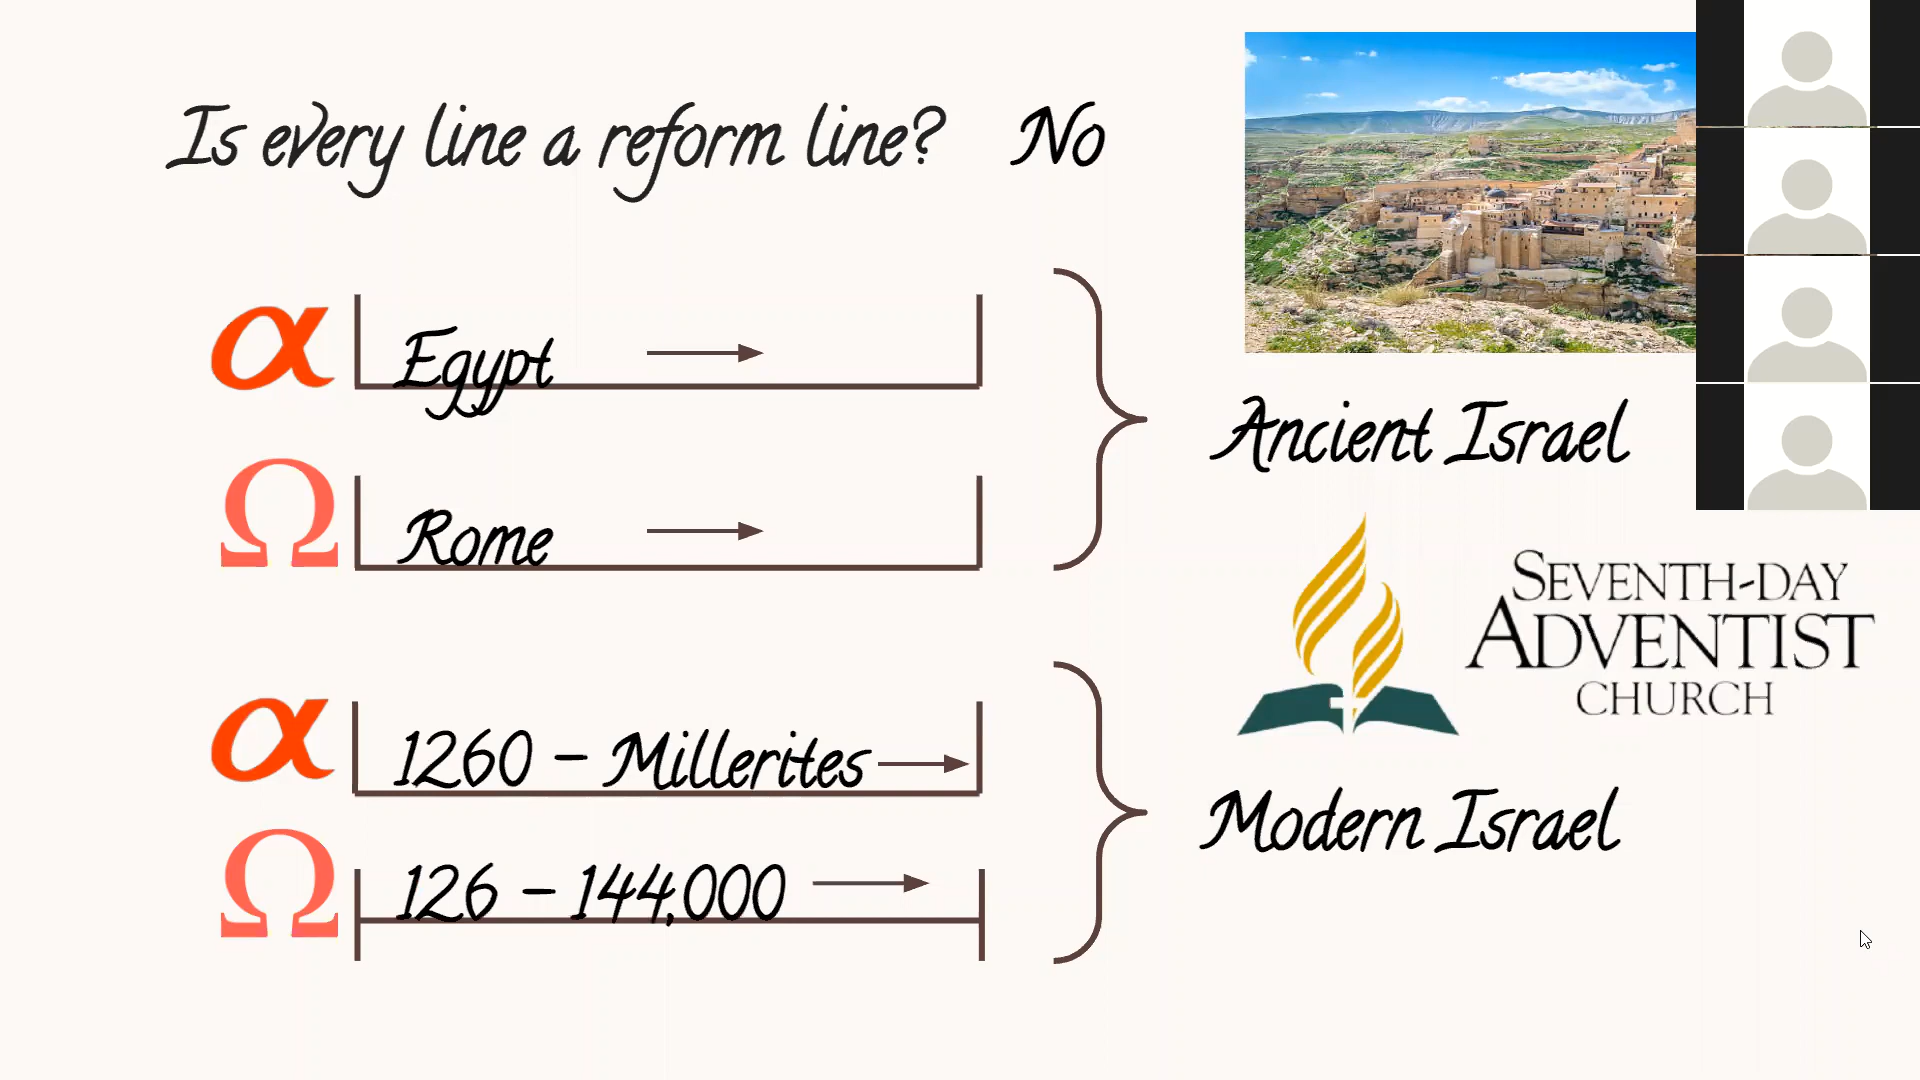 Is every line a reform line? No
α Egypt
Ω Rome
Ancient Israel
SEVENTH-DAY
ADVENTIST
CHURCH
α 1260 - Millerites
Ω 126 - 144,000
Modern Israel